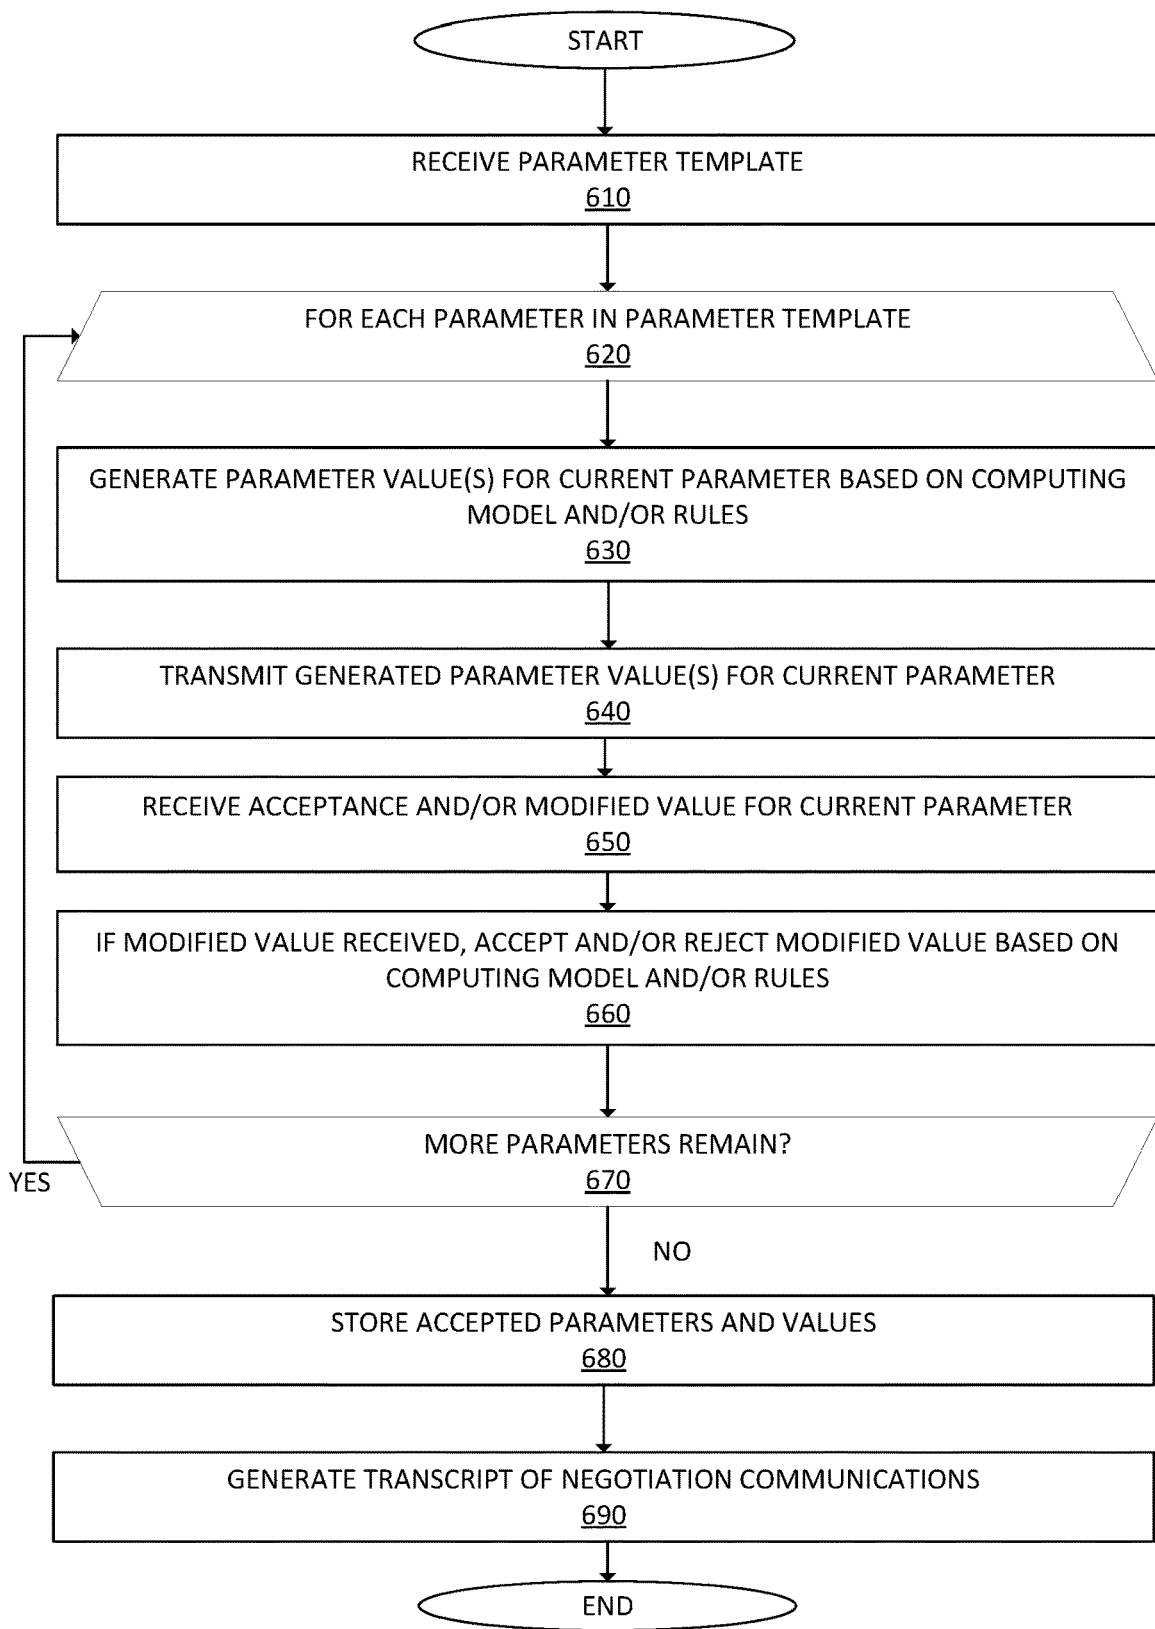 START
RECEIVE PARAMETER TEMPLATE
610
FOR EACH PARAMETER IN PARAMETER TEMPLATE
620
GENERATE PARAMETER VALUE(S) FOR CURRENT PARAMETER BASED ON COMPUTING
MODEL AND/OR RULES
630
TRANSMIT GENERATED PARAMETER VALUE(S) FOR CURRENT PARAMETER
640
RECEIVE ACCEPTANCE AND/OR MODIFIED VALUE FOR CURRENT PARAMETER
650
IF MODIFIED VALUE RECEIVED, ACCEPT AND/OR REJECT MODIFIED VALUE BASED ON
COMPUTING MODEL AND/OR RULES
660
MORE PARAMETERS REMAIN?
670
YES
NO
STORE ACCEPTED PARAMETERS AND VALUES
680
GENERATE TRANSCRIPT OF NEGOTIATION COMMUNICATIONS
690
END